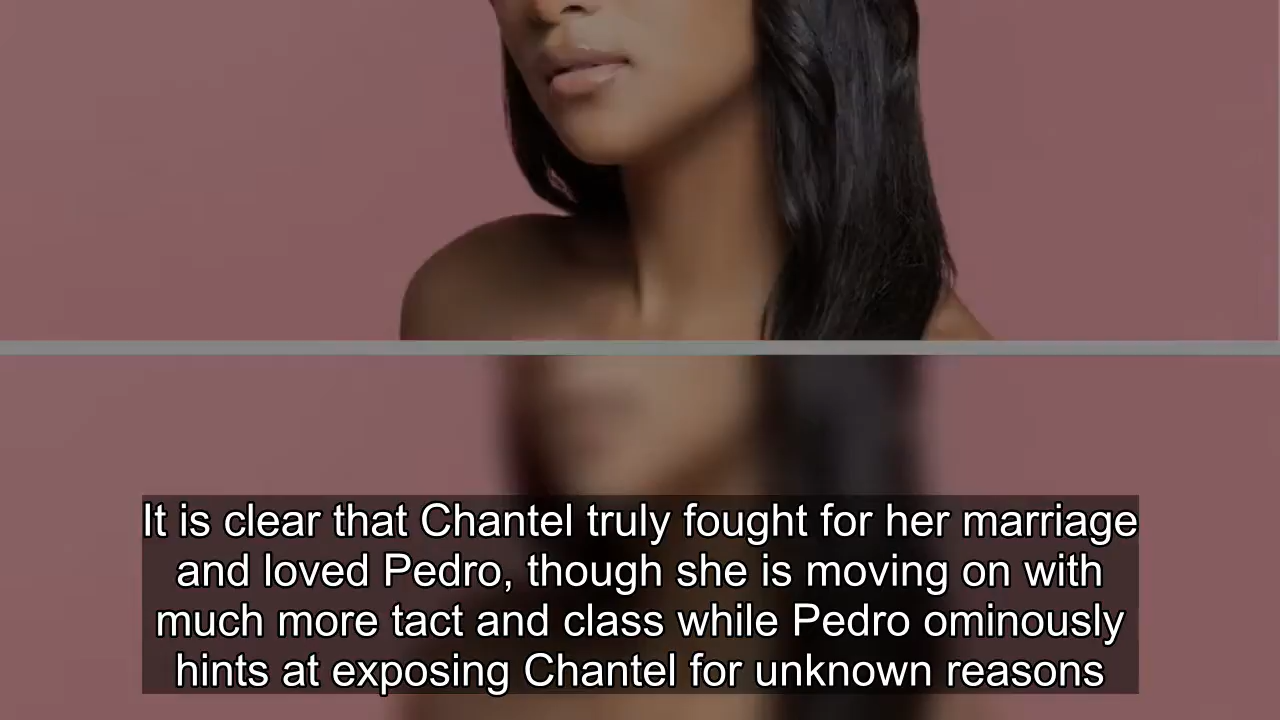 It is clear that Chantel truly fought for her marriage
and loved Pedro, though she is moving on with
much more tact and class while Pedro ominously
hints at exposing Chantel for unknown reasons